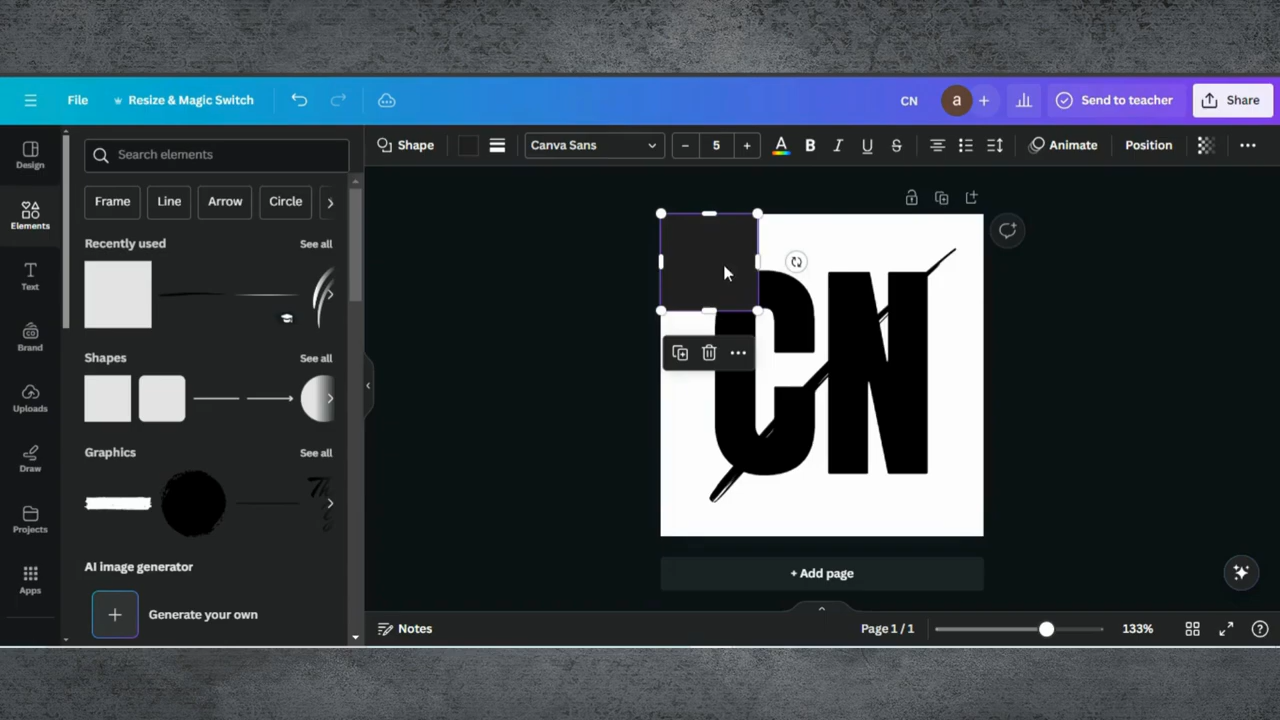 File
Resize & Magic Switch
CN
a
Send to teacher
Share
Design
Elements
Text
Brand
Uploads
Draw
Projects
Apps
Search elements
Frame
Line
Arrow
Circle
Recently used
See all
Shapes
See all
Graphics
See all
AI image generator
Generate your own
Shape
Canva Sans
5
A
B
I
U
S
Animate
Position
CN
+ Add page
Notes
Page 1 / 1
133%